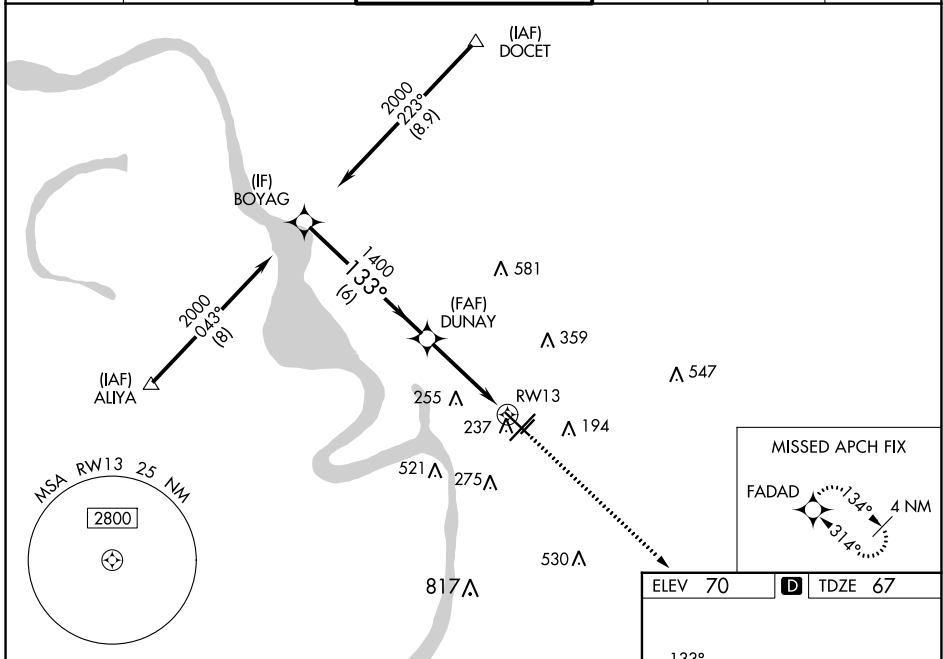 (IAF)
DOCET
2000
223°
(8.9)
(IF)
BOYAG
1400
133°
(6)
581
(FAF)
DUNAY
2000
043°
(8)
359
547
(IAF)
ALIYA
255
RW13
237
194
521
275
MSA RW13 25 NM
2800
MISSED APCH FIX
FADAD
134°
4 NM
314°
530
817
ELEV 70
D
TDZE 67
133°